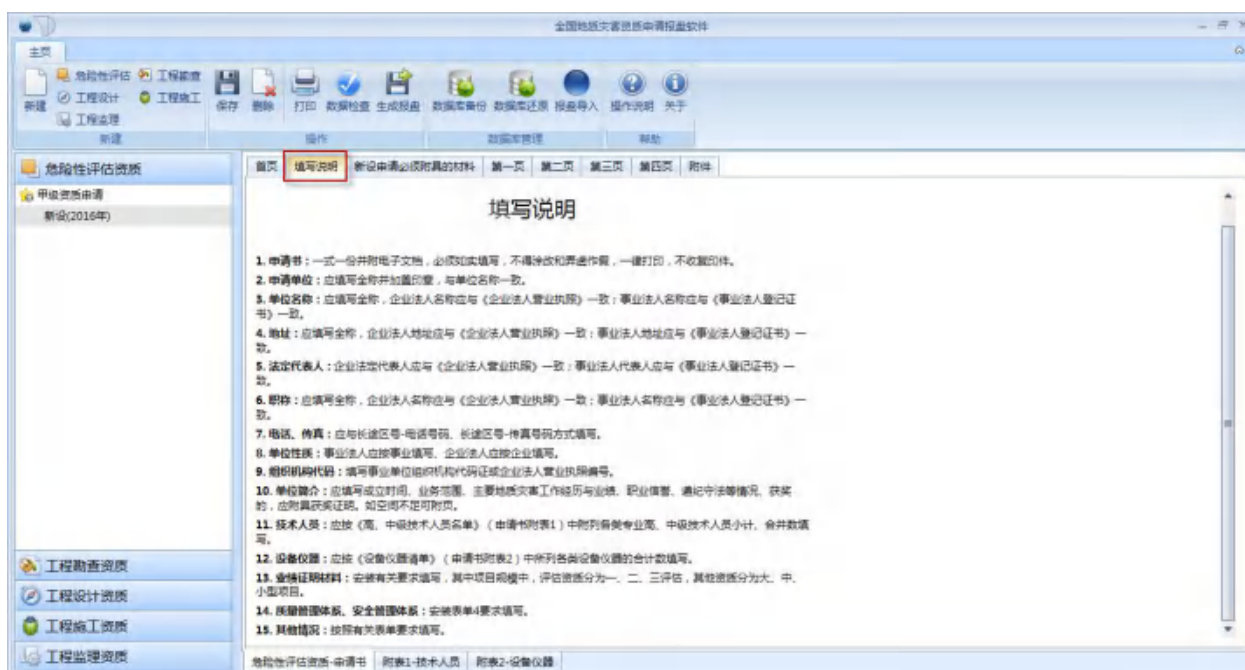 全国地质灾害资质申请报盘软件
主页
新建
危险性评估
工程勘查
工程设计
工程施工
工程监理
保存
删除
打印
数据检查
生成报盘
数据库备份
数据库还原
报盘导入
操作说明
关于
新建
操作
数据库管理
帮助
危险性评估资质
甲级资质申请
新设(2016年)
工程勘查资质
工程设计资质
工程施工资质
工程监理资质
首页 填写说明 新设申请必须附具的材料 第一页 第二页 第三页 第四页 附件
填写说明
1. 申请书：一式一份并附电子文档，必须如实填写，不得涂改和弄虚作假，一律打印，不收复印件。
2. 申请单位：应填写全称并加盖印章，与单位名称一致。
3. 单位名称：应填写全称，企业法人名称应与《企业法人营业执照》一致；事业法人名称应与《事业法人登记证
书》一致。
4. 地址：应填写全称，企业法人地址应与《企业法人营业执照》一致；事业法人地址应与《事业法人登记证书》一
致。
5. 法定代表人：企业法定代表人应与《企业法人营业执照》一致；事业法人代表人应与《事业法人登记证书》一
致。
6. 职称：应填写全称，企业法人名称应与《企业法人营业执照》一致；事业法人名称应与《事业法人登记证书》一
致。
7. 电话、传真：应与长途区号-电话号码、长途区号-传真号码方式填写。
8. 单位性质：事业法人应按事业填写、企业法人应按企业填写。
9. 组织机构代码：填写事业单位组织机构代码证或企业法人营业执照编号。
10. 单位简介：应填写成立时间、业务范围、主要地质灾害工作经历与业绩、职业信誉、遵纪守法等情况、获奖
的，应附具获奖证明。如空间不足可附页。
11. 技术人员：应按《高、中级技术人员名单》（申请书附表1）中附列各类专业高、中级技术人员小计、合并数填
写。
12. 设备仪器：应按《设备仪器清单》（申请书附表2）中所列各类设备仪器的合计数填写。
13. 业绩证明材料：安装有关要求填写，其中项目规模中，评估资质分为一、二、三评估，其他资质分为大、中、
小型项目。
14. 质量管理体系、安全管理体系：安装表单4要求填写。
15. 其他情况：按照有关表单要求填写。
危险性评估资质-申请书 附表1-技术人员 附表2-设备仪器